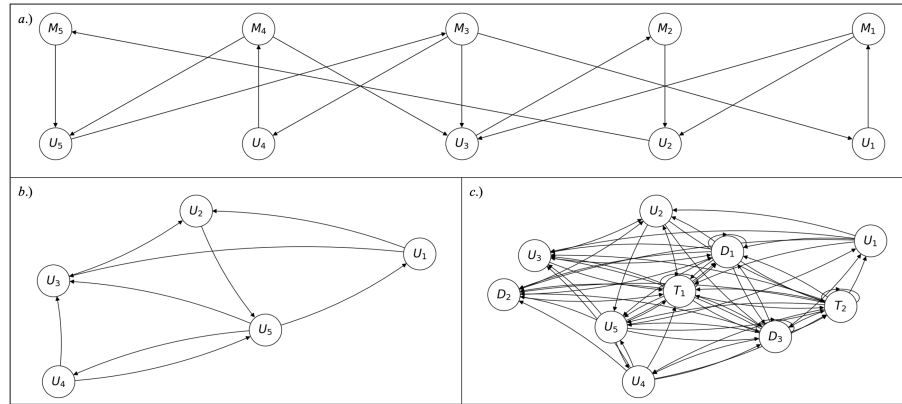 a.)
M₅ M₄ M₃ M₂ M₁
U₅ U₄ U₃ U₂ U₁
b.)
U₂
U₁
U₃
U₅
U₄
c.)
U₂
U₁
D₁
U₃
D₂
T₁
T₂
U₅
D₃
U₄